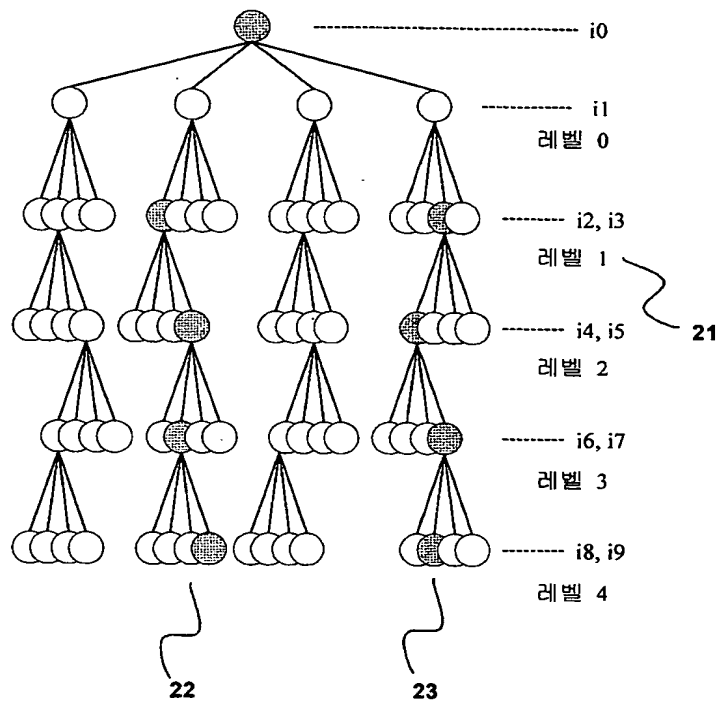 i0
i1
레벨 0
i2, i3
레벨 1
i4, i5
21
레벨 2
i6, i7
레벨 3
i8, i9
레벨 4
22
23